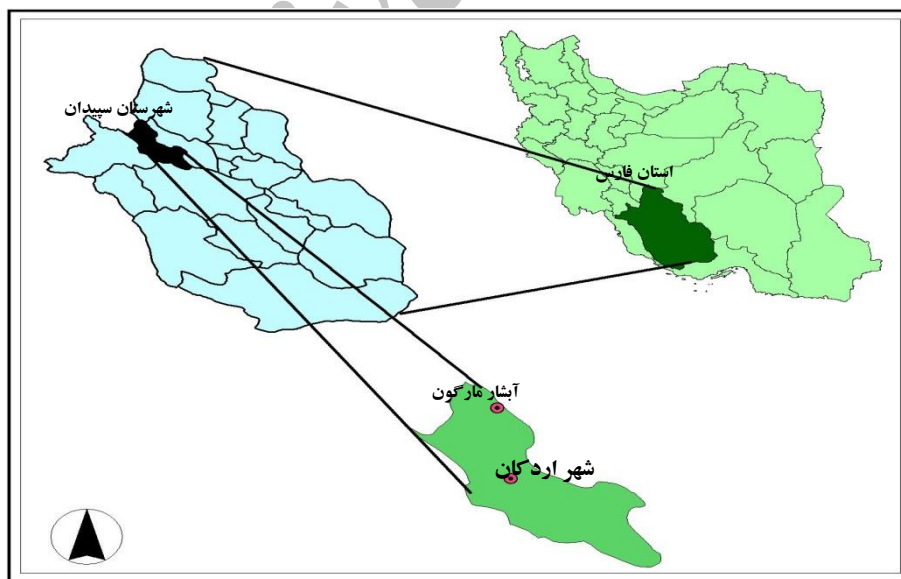 شهرستان سپیدان
استان فارس
آبشار مارگون
شهر اردکان